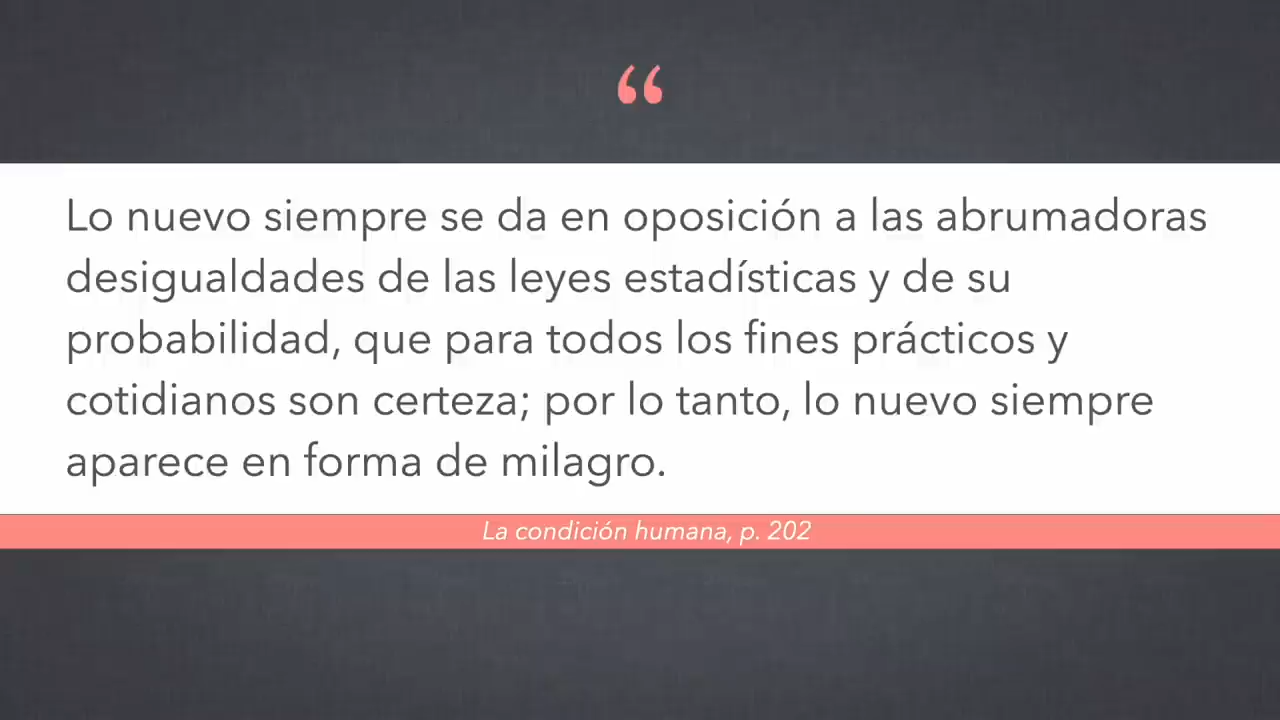 “
Lo nuevo siempre se da en oposición a las abrumadoras
desigualdades de las leyes estadísticas y de su
probabilidad, que para todos los fines prácticos y
cotidianos son certeza; por lo tanto, lo nuevo siempre
aparece en forma de milagro.
La condición humana, p. 202